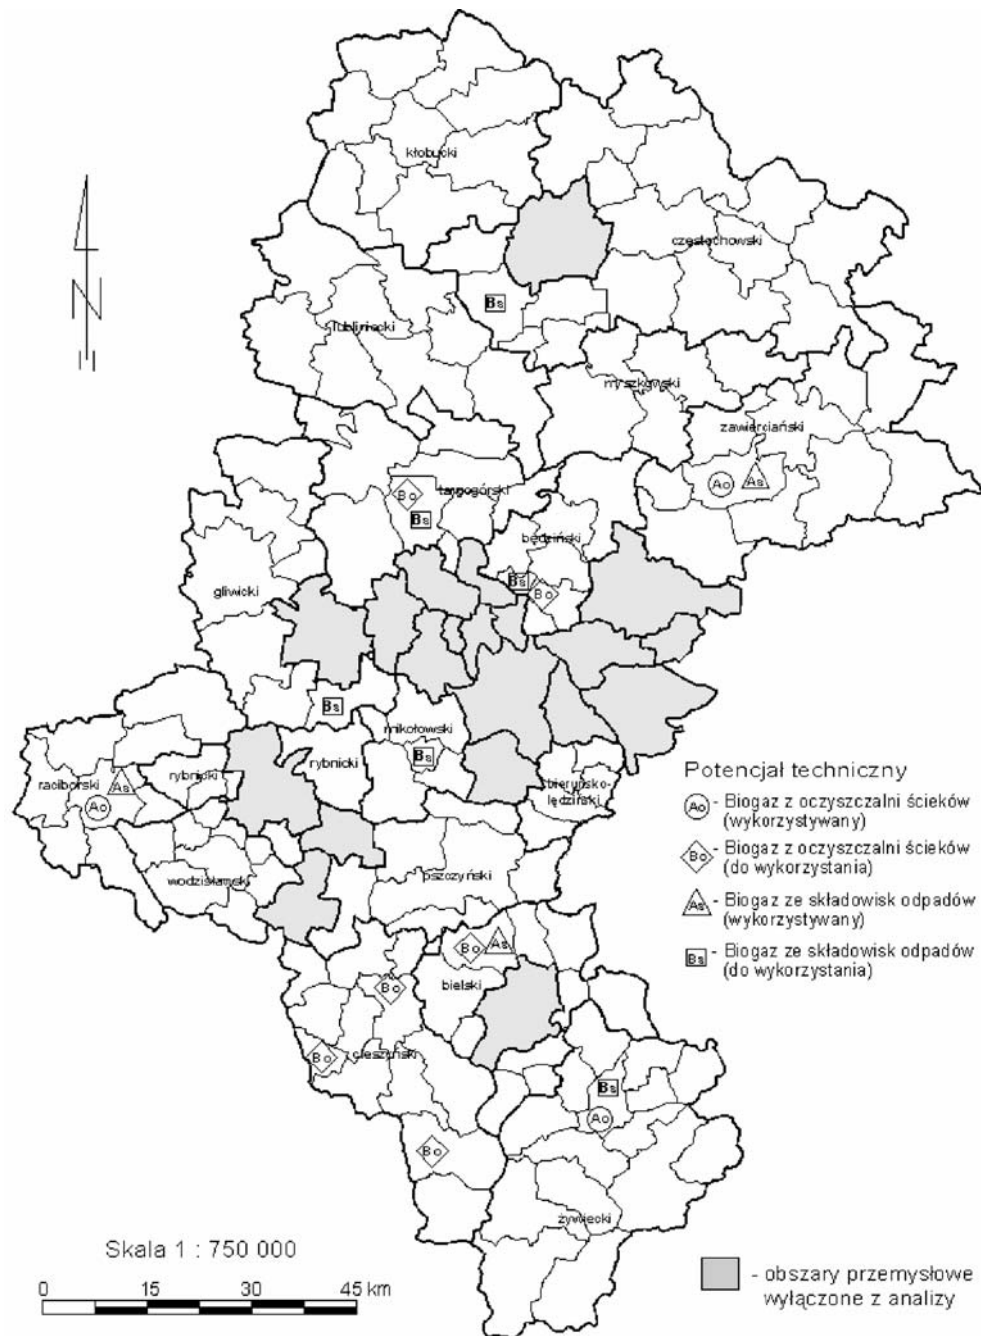 kłobucki
częstochowski
Bs
lubliniecki
myszkowski
zawierciański
Ao
As
Bo
tarnogórski
Bs
będziński
Bs
Bo
gliwicki
Bs
mikołowski
Bs
rybnicki
raciborski
rybnicki
As
Ao
bieruńsko-
lędziński
wodzisławski
pszczyński
Bo
As
bielski
Bo
Bo
cieszyński
Bs
Ao
Bo
żywiecki
N
Potencjał techniczny
Ao - Biogaz z oczyszczalni ścieków
(wykorzystywany)
Bo - Biogaz z oczyszczalni ścieków
(do wykorzystania)
As - Biogaz ze składowisk odpadów
(wykorzystywany)
Bs - Biogaz ze składowisk odpadów
(do wykorzystania)
Skala 1 : 750 000
0 15 30 45 km
- obszary przemysłowe
wyłączone z analizy